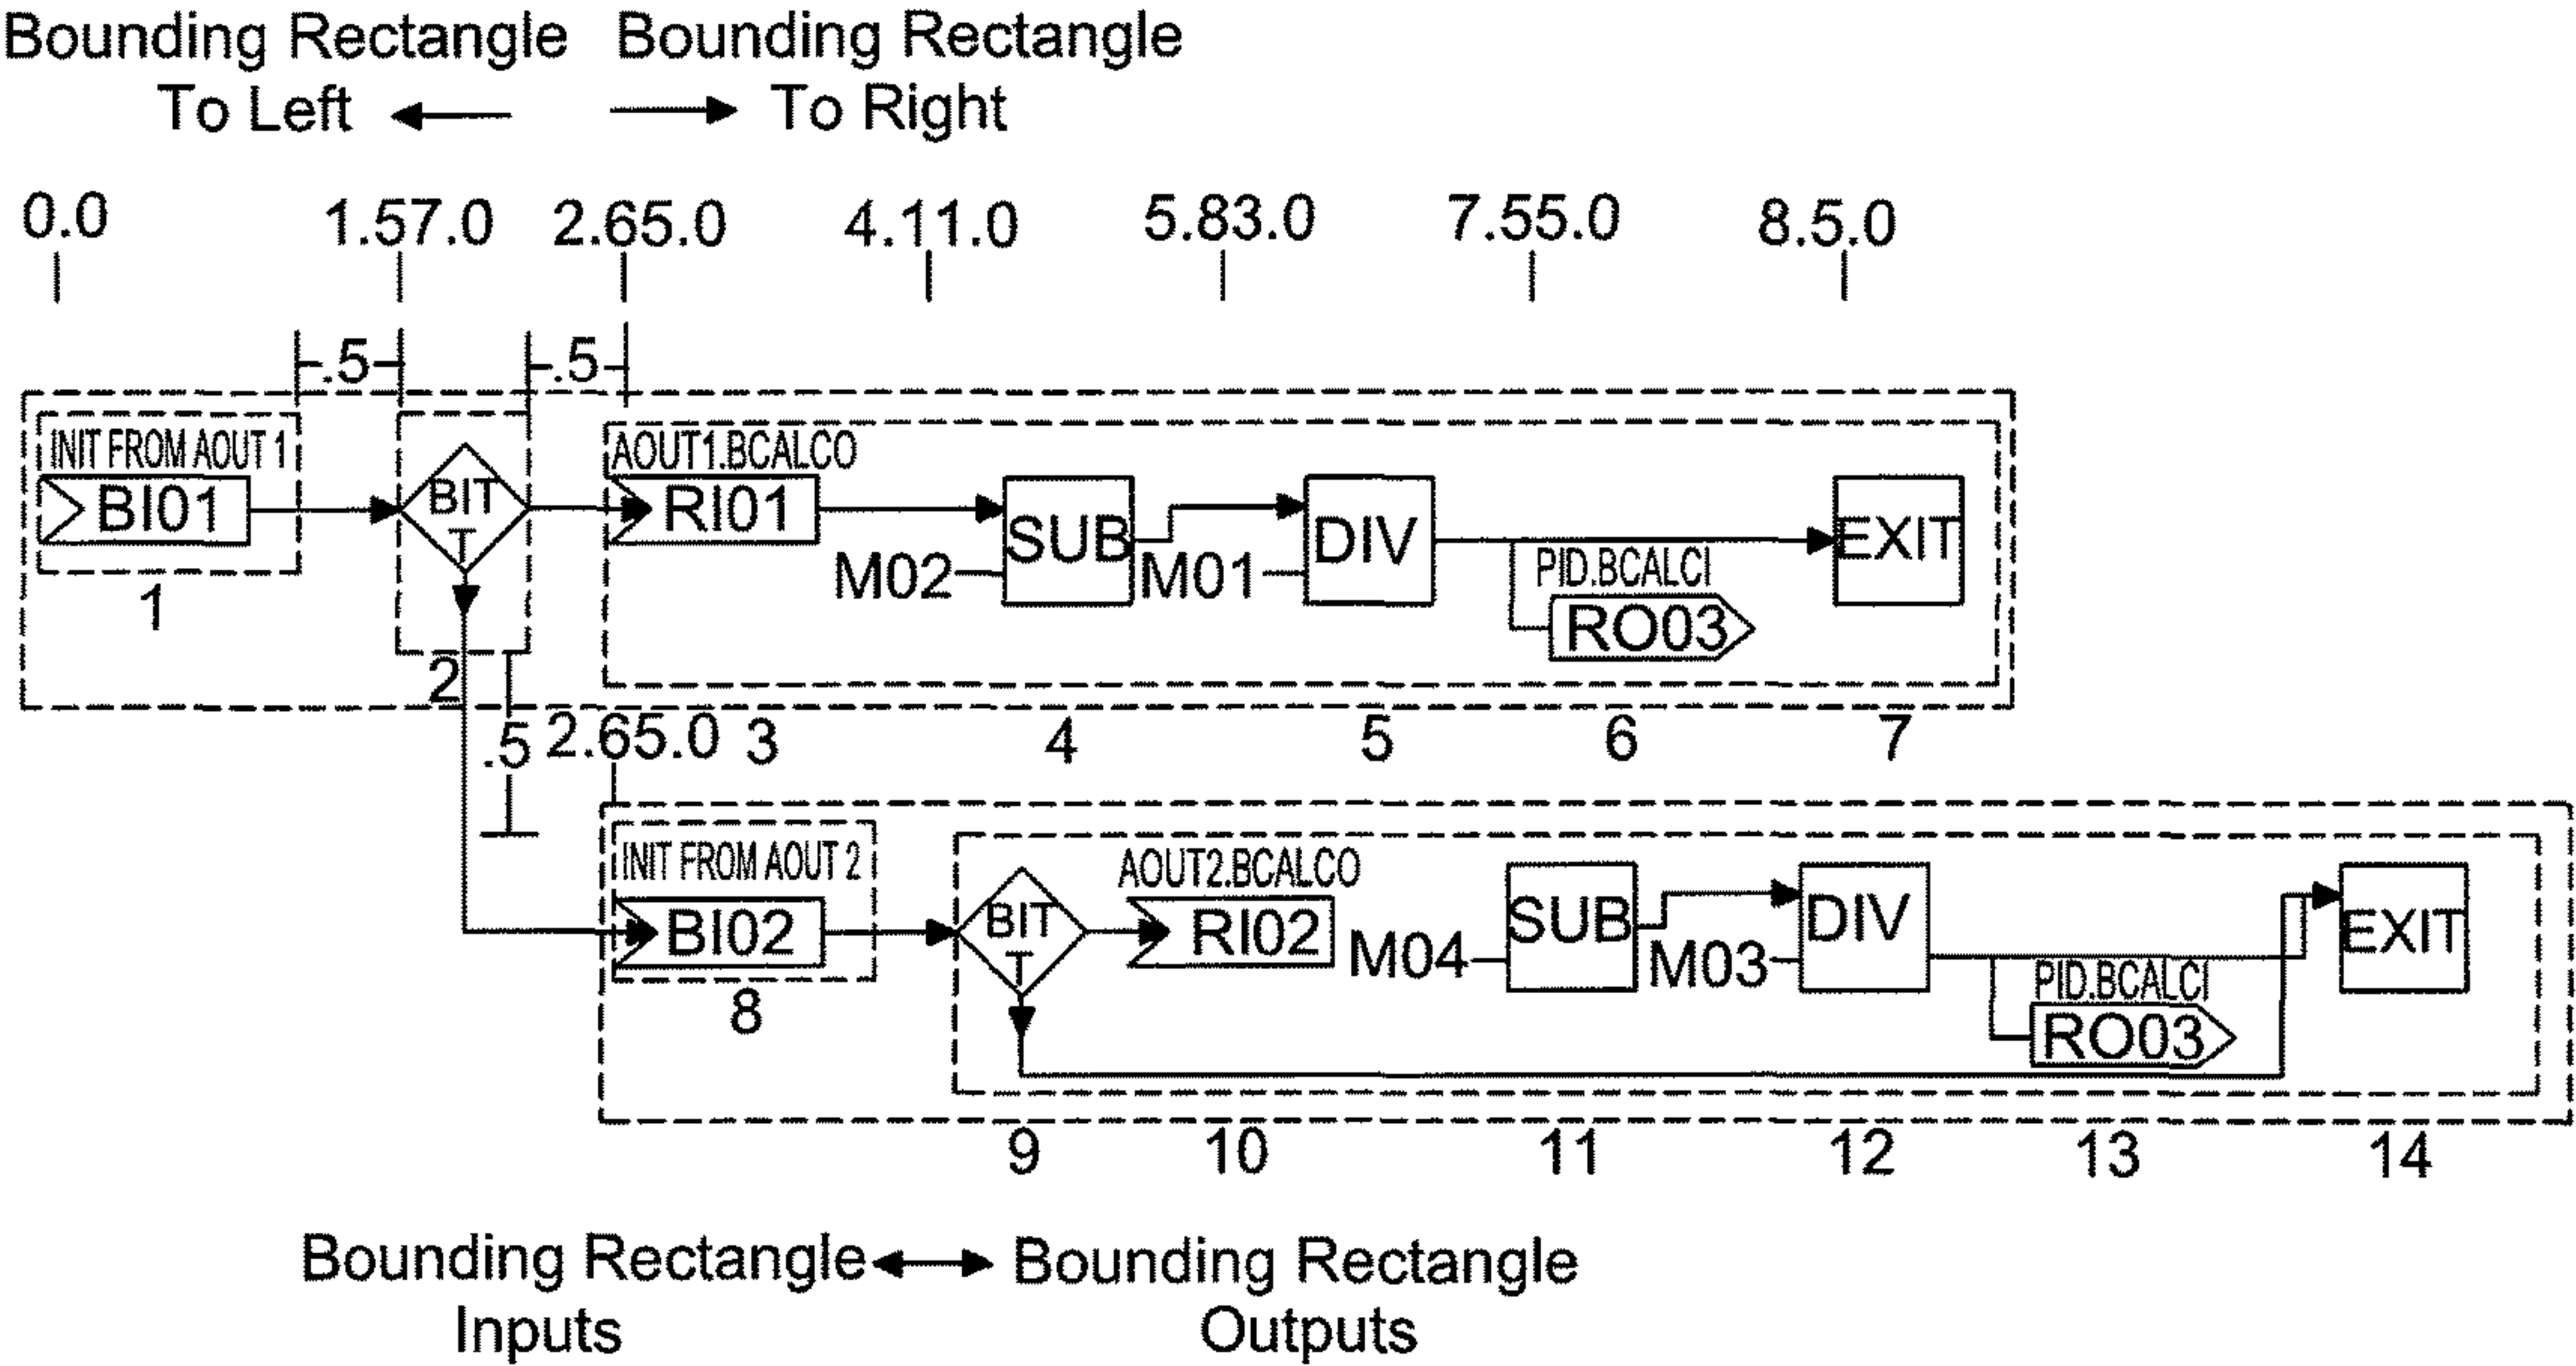 Bounding Rectangle Bounding Rectangle
To Left To Right
0.0 1.57.0 2.65.0 4.11.0 5.83.0 7.55.0 8.5.0
.5 .5
INIT FROM AOUT 1 AOUT1.BCALCO
BI01 BIT RI01
T SUB DIV EXIT
M02 M01 PID.BCALCI
1 RO03
2
.5 2.65.0 3 4 5 6 7
INIT FROM AOUT 2 AOUT2.BCALCO
BI02 BIT RI02 SUB DIV EXIT
T M04 M03 PID.BCALCI
8 RO03
9 10 11 12 13 14
Bounding Rectangle Bounding Rectangle
Inputs Outputs